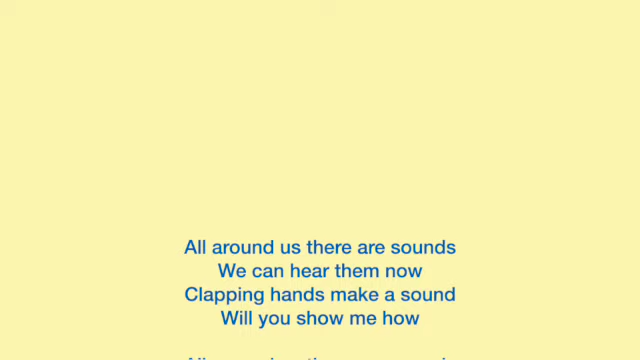 All around us there are sounds
We can hear them now
Clapping hands make a sound
Will you show me how